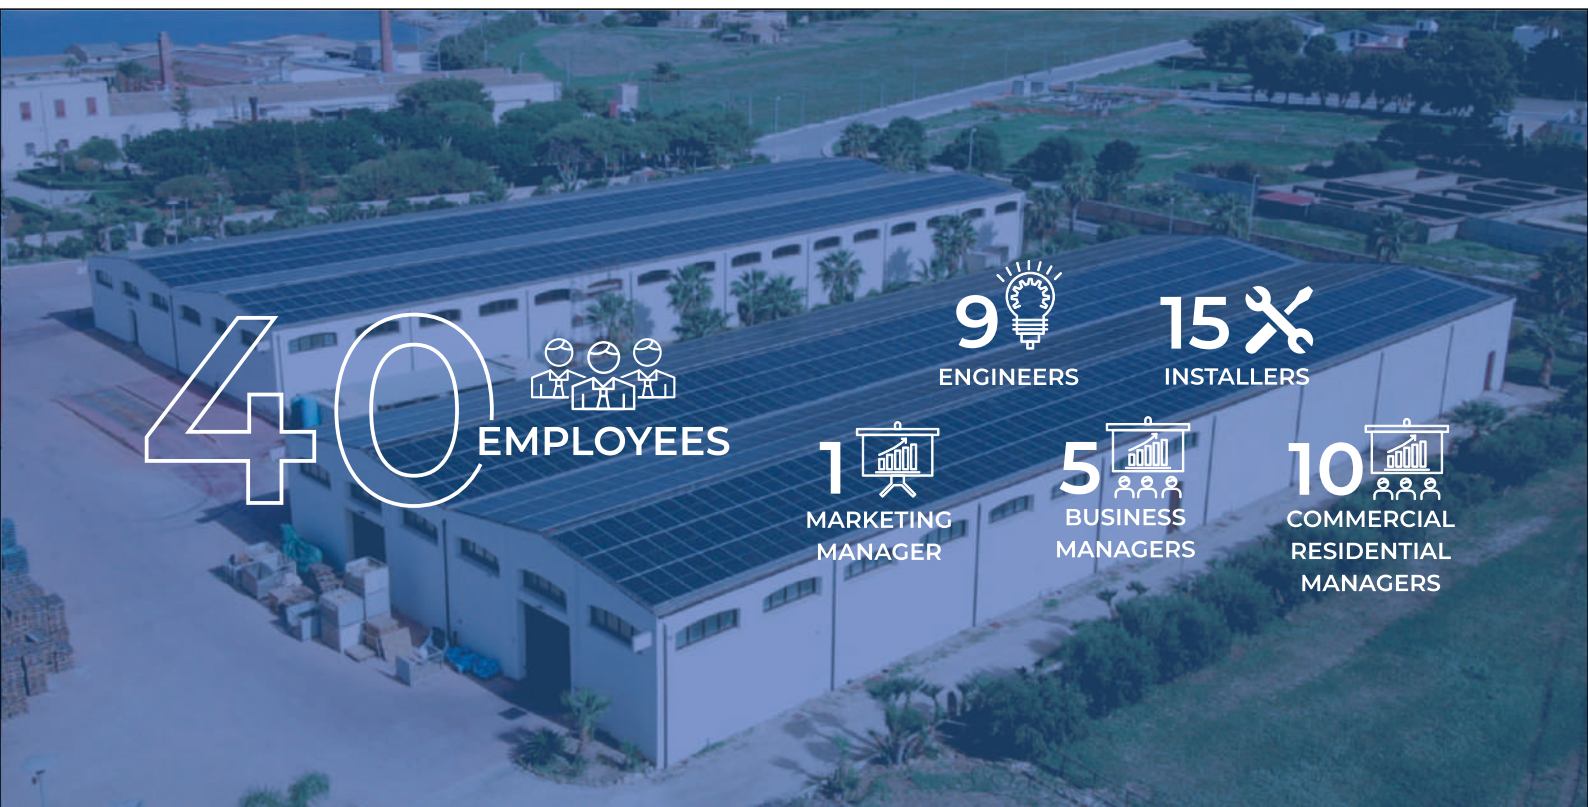 40
EMPLOYEES
9
ENGINEERS
15
INSTALLERS
1
MARKETING
MANAGER
5
BUSINESS
MANAGERS
10
COMMERCIAL
RESIDENTIAL
MANAGERS